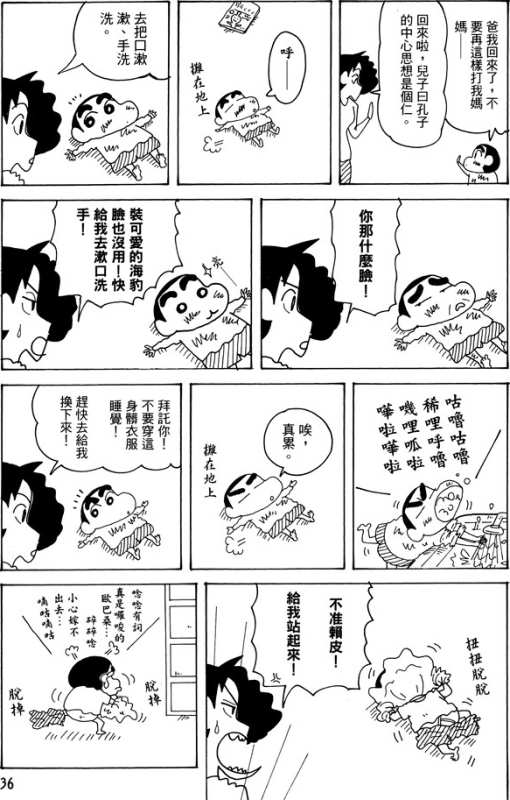 爸我回來了，不
要再這樣打我媽
媽——
回來啦，兒子曰孔子
的中心思想是個仁。
呼——
攤在地上
去把口漱
漱、手洗
洗。
你那什麼臉！
亮
裝可愛的海豹
臉也沒用！快
給我去漱口洗
手！
咕嚕咕嚕
稀哩呼嚕
嘰哩呱啦
嘩啦嘩啦
唉，
真累。
攤在地上
拜託你！
不要穿這
身髒衣服
睡覺！
趕快去給我
換下來！
扭扭脫脫
不准賴皮！
給我站起來！
唸唸有詞
真是囉唆的
歐巴桑…
碎碎唸
小心嫁不
出去…
嘀咕嘀咕
脫掉
脫掉
36